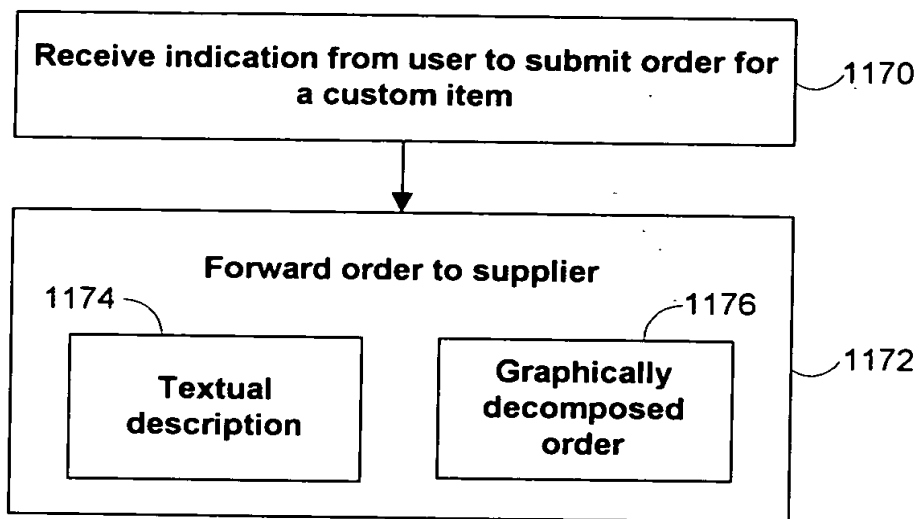 Receive indication from user to submit order for
a custom item
1170
Forward order to supplier
1174
1176
Textual
description
Graphically
decomposed
order
1172